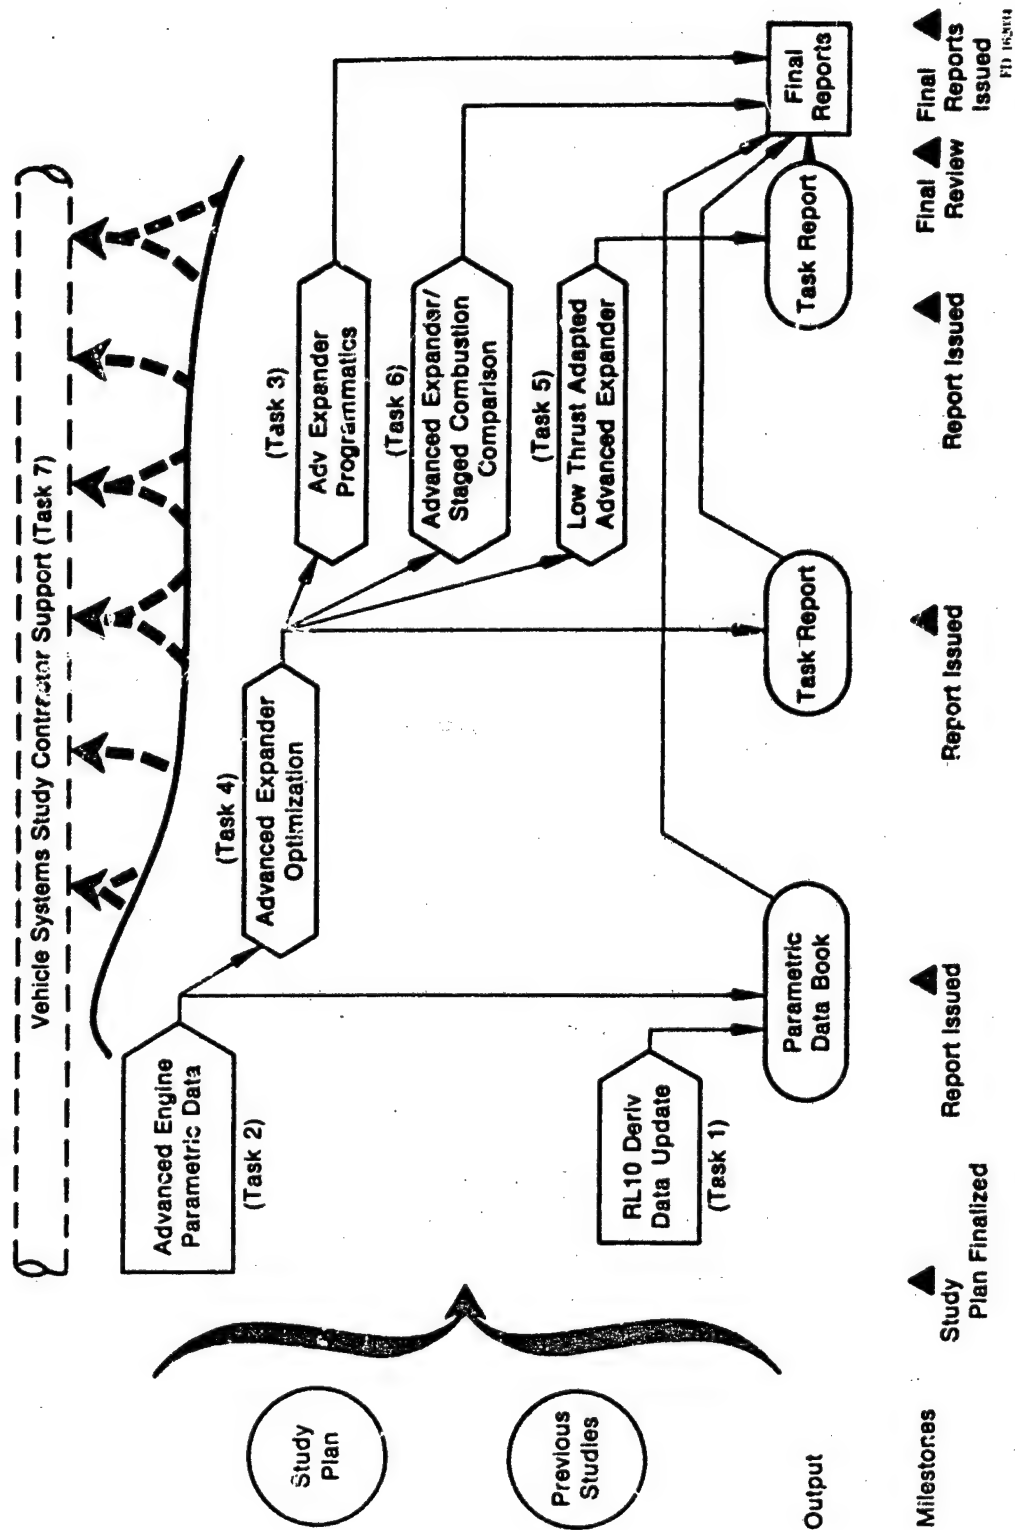 Vehicle Systems Study Contractor Support (Task 7)
Study
Plan
Previous
Studies
Advanced Engine
Parametric Data
(Task 2)
RL10 Deriv
Data Update
(Task 1)
(Task 4)
Advanced Expander
Optimization
(Task 3)
Adv Expander
Programmatics
(Task 6)
Advanced Expander/
Staged Combustion
Comparison
(Task 5)
Low Thrust Adapted
Advanced Expander
Output
Parametric
Data Book
Task Report
Task Report
Final
Reports
Milestones
Study
Plan Finalized
Report Issued
Report Issued
Report Issued
Final
Review
Final
Reports
Issued
FD